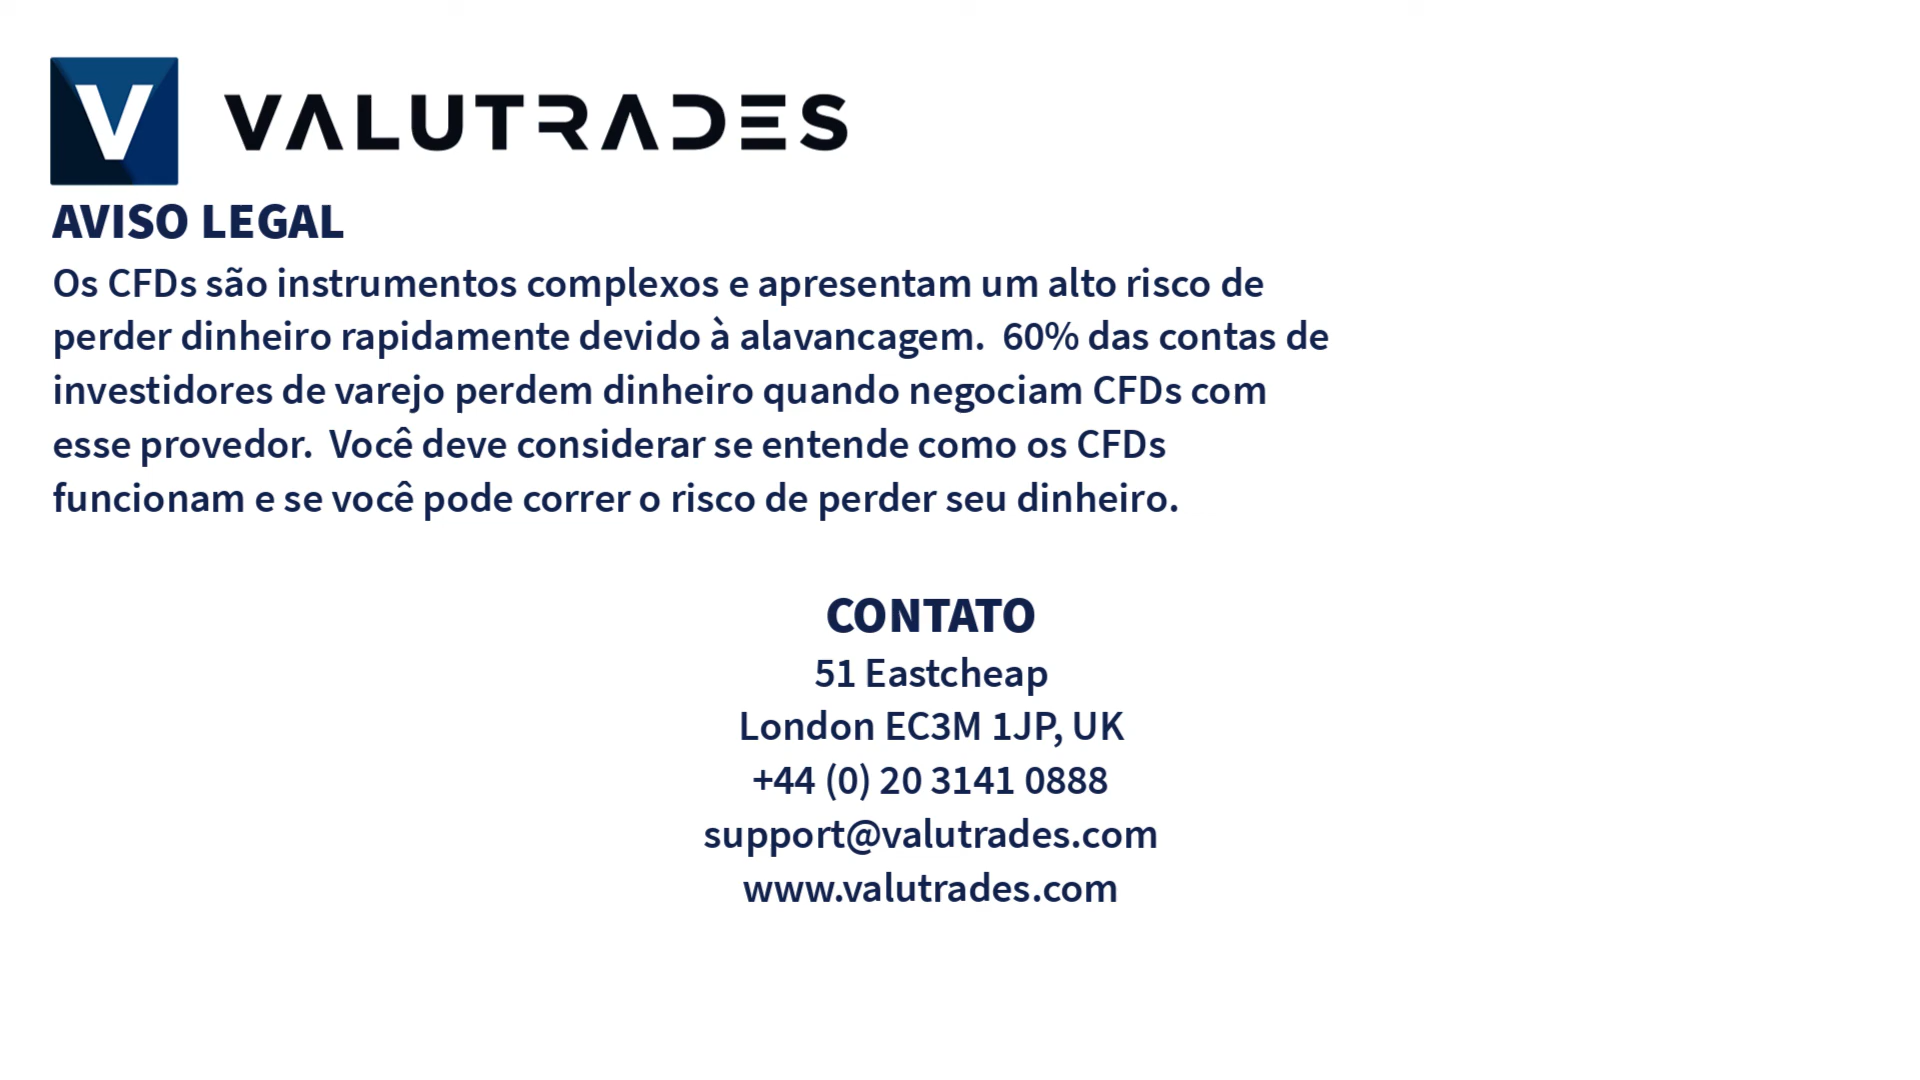 V VALUTRADES
AVISO LEGAL
Os CFDs são instrumentos complexos e apresentam um alto risco de
perder dinheiro rapidamente devido à alavancagem.  60% das contas de
investidores de varejo perdem dinheiro quando negociam CFDs com
esse provedor.  Você deve considerar se entende como os CFDs
funcionam e se você pode correr o risco de perder seu dinheiro.
CONTATO
51 Eastcheap
London EC3M 1JP, UK
+44 (0) 20 3141 0888
support@valutrades.com
www.valutrades.com